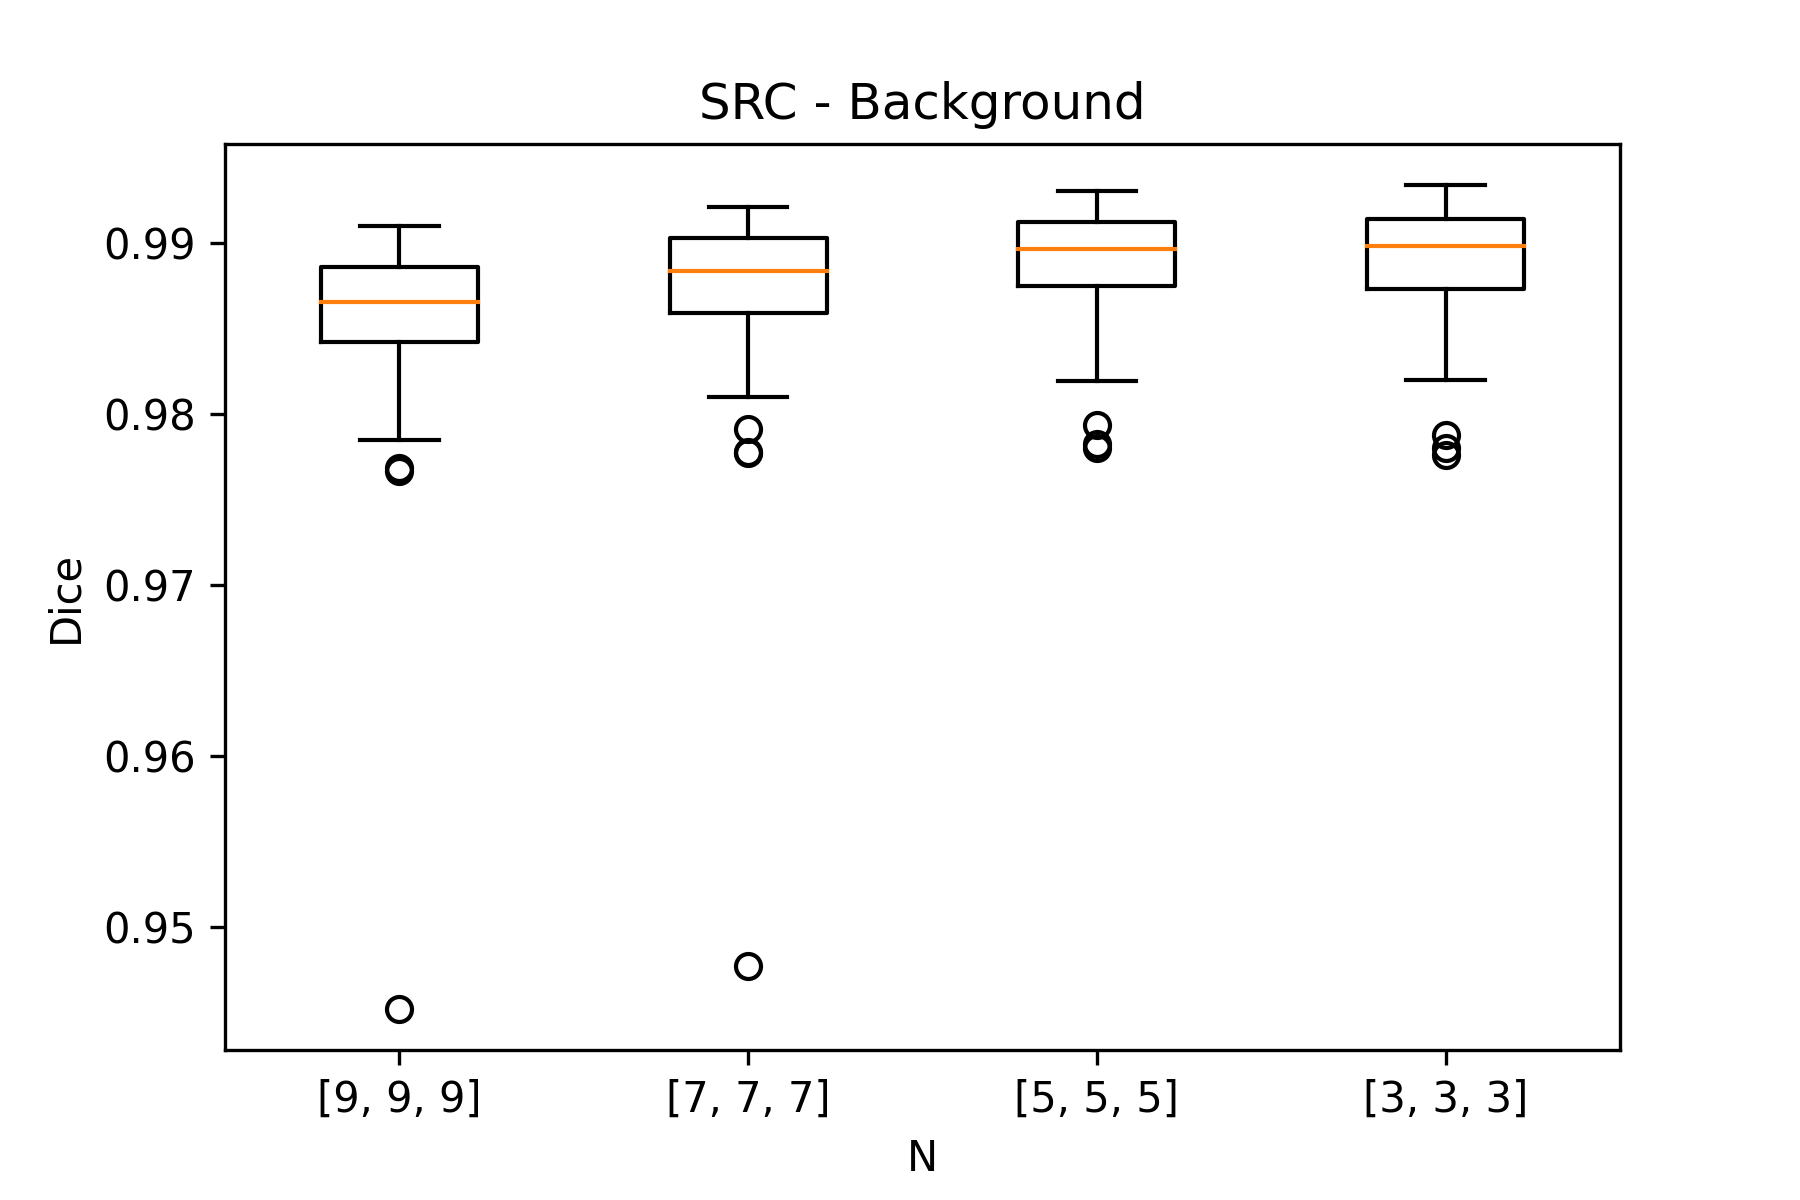 SRC - Background
0.99
0.98
0.97
0.96
0.95
Dice
[9, 9, 9]
[7, 7, 7]
[5, 5, 5]
[3, 3, 3]
N